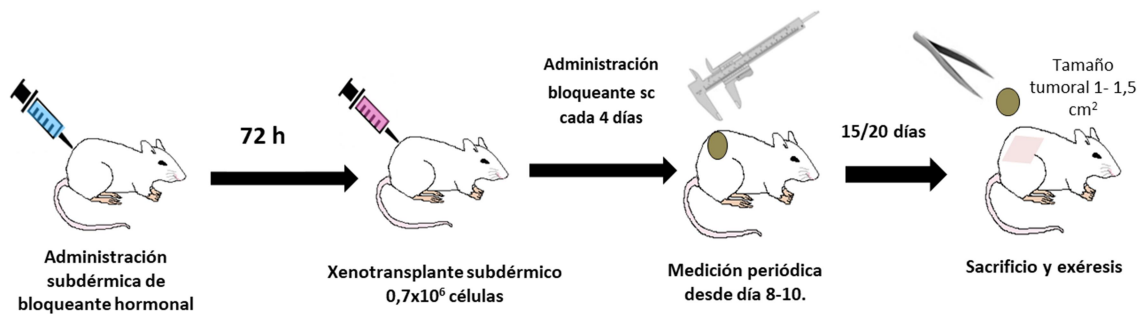 Administración
subdérmica de
bloqueante hormonal
72 h
Xenotransplante subdérmico
0,7x10⁶ células
Administración
bloqueante sc
cada 4 días
Medición periódica
desde día 8-10.
15/20 días
Tamaño
tumoral 1- 1,5
cm²
Sacrificio y exéresis